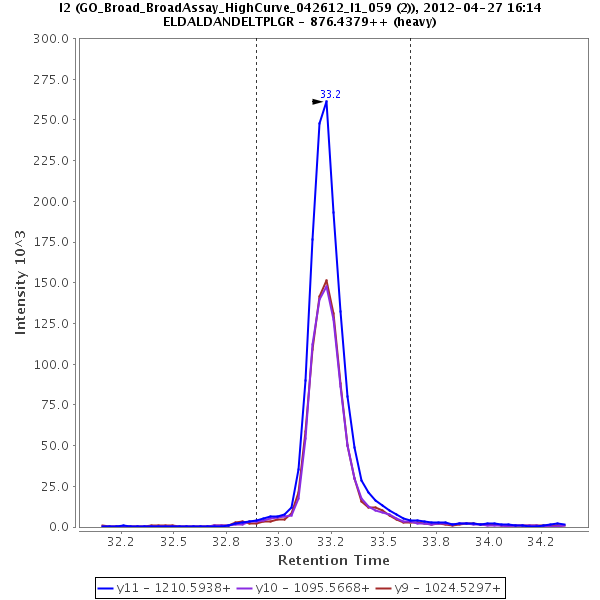 I2 (GO_Broad_BroadAssay_HighCurve_042612_I1_059 (2)), 2012-04-27 16:14
ELDALDANDELTPLGR - 876.4379++ (heavy)
300.0
275.0
250.0
225.0
200.0
175.0
150.0
125.0
100.0
75.0
50.0
25.0
0.0
Intensity 10^3
33.2
32.2 32.5 32.8 33.0 33.2 33.5 33.8 34.0 34.2
Retention Time
y11 - 1210.5938+ y10 - 1095.5668+ y9 - 1024.5297+